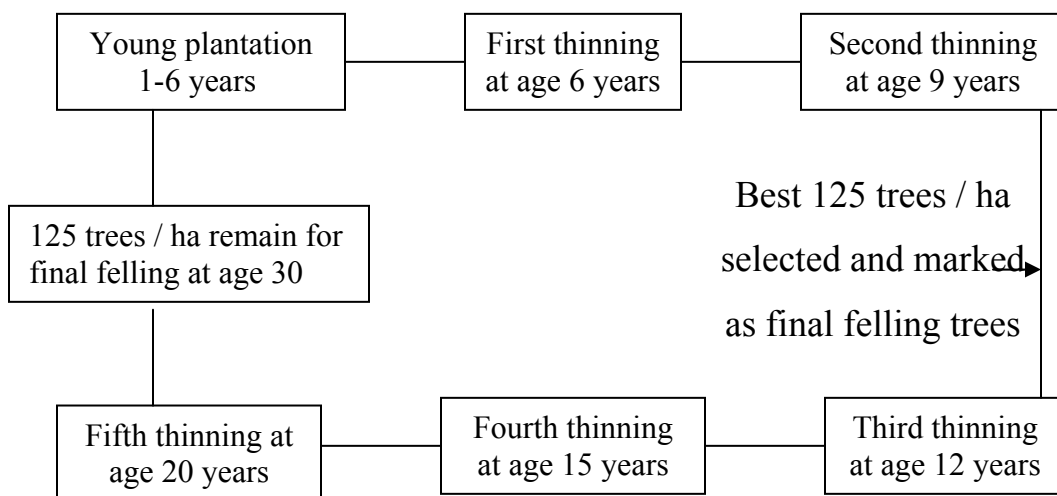 Young plantation
1-6 years
First thinning
at age 6 years
Second thinning
at age 9 years
Best 125 trees / ha
selected and marked
as final felling trees
125 trees / ha remain for
final felling at age 30
Fifth thinning at
age 20 years
Fourth thinning
at age 15 years
Third thinning
at age 12 years